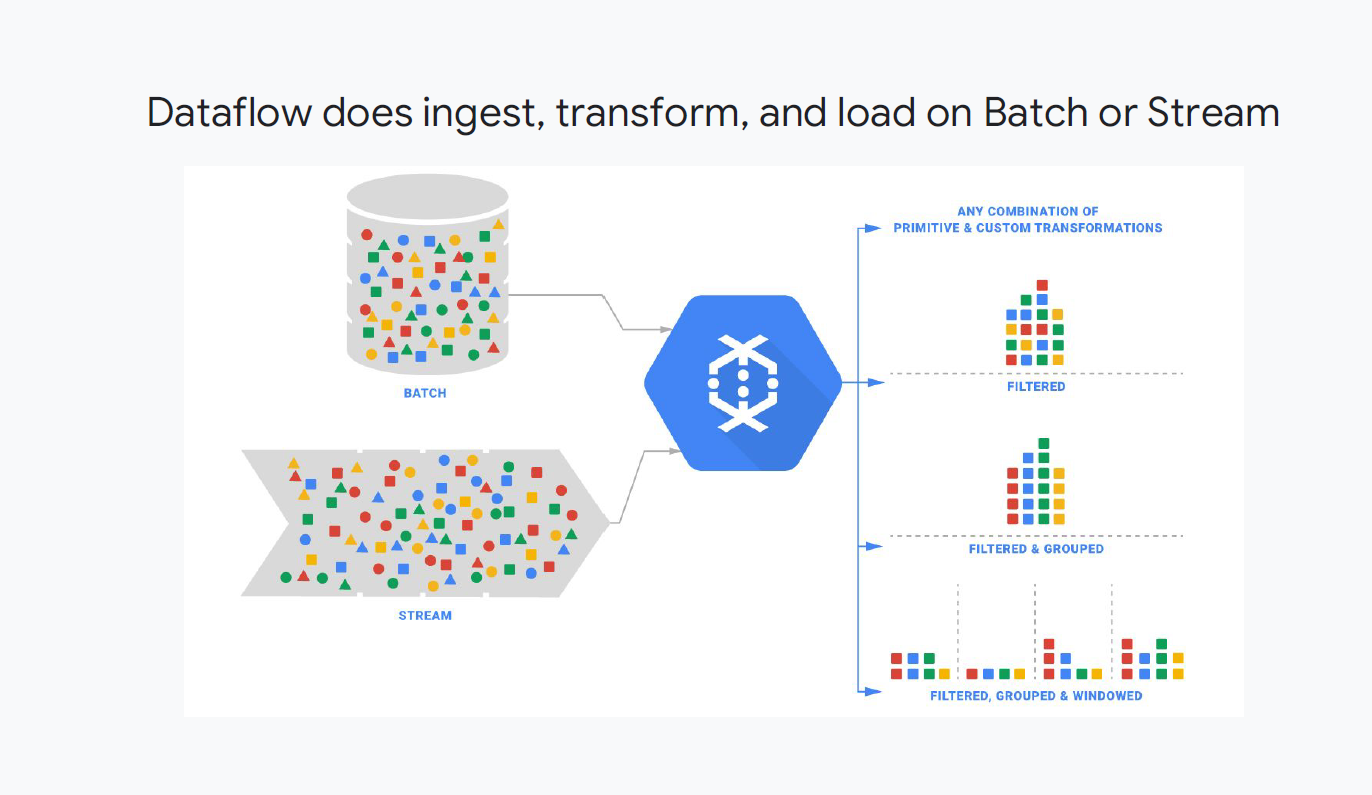 Dataflow does ingest, transform, and load on Batch or Stream
BATCH
STREAM
ANY COMBINATION OF
PRIMITIVE & CUSTOM TRANSFORMATIONS
FILTERED
FILTERED & GROUPED
FILTERED, GROUPED & WINDOWED